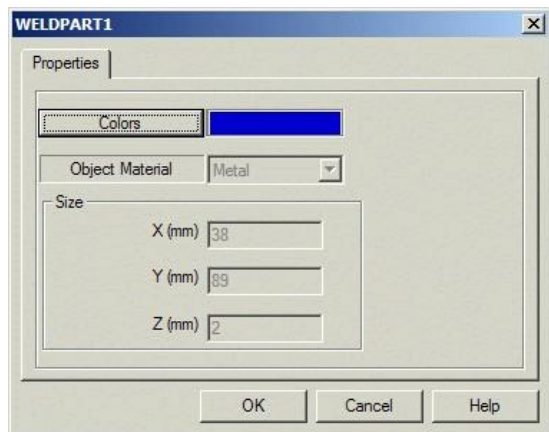 WELDPART1
Properties
Colors
Object Material Metal
Size
X (mm) 38
Y (mm) 89
Z (mm) 2
OK Cancel Help